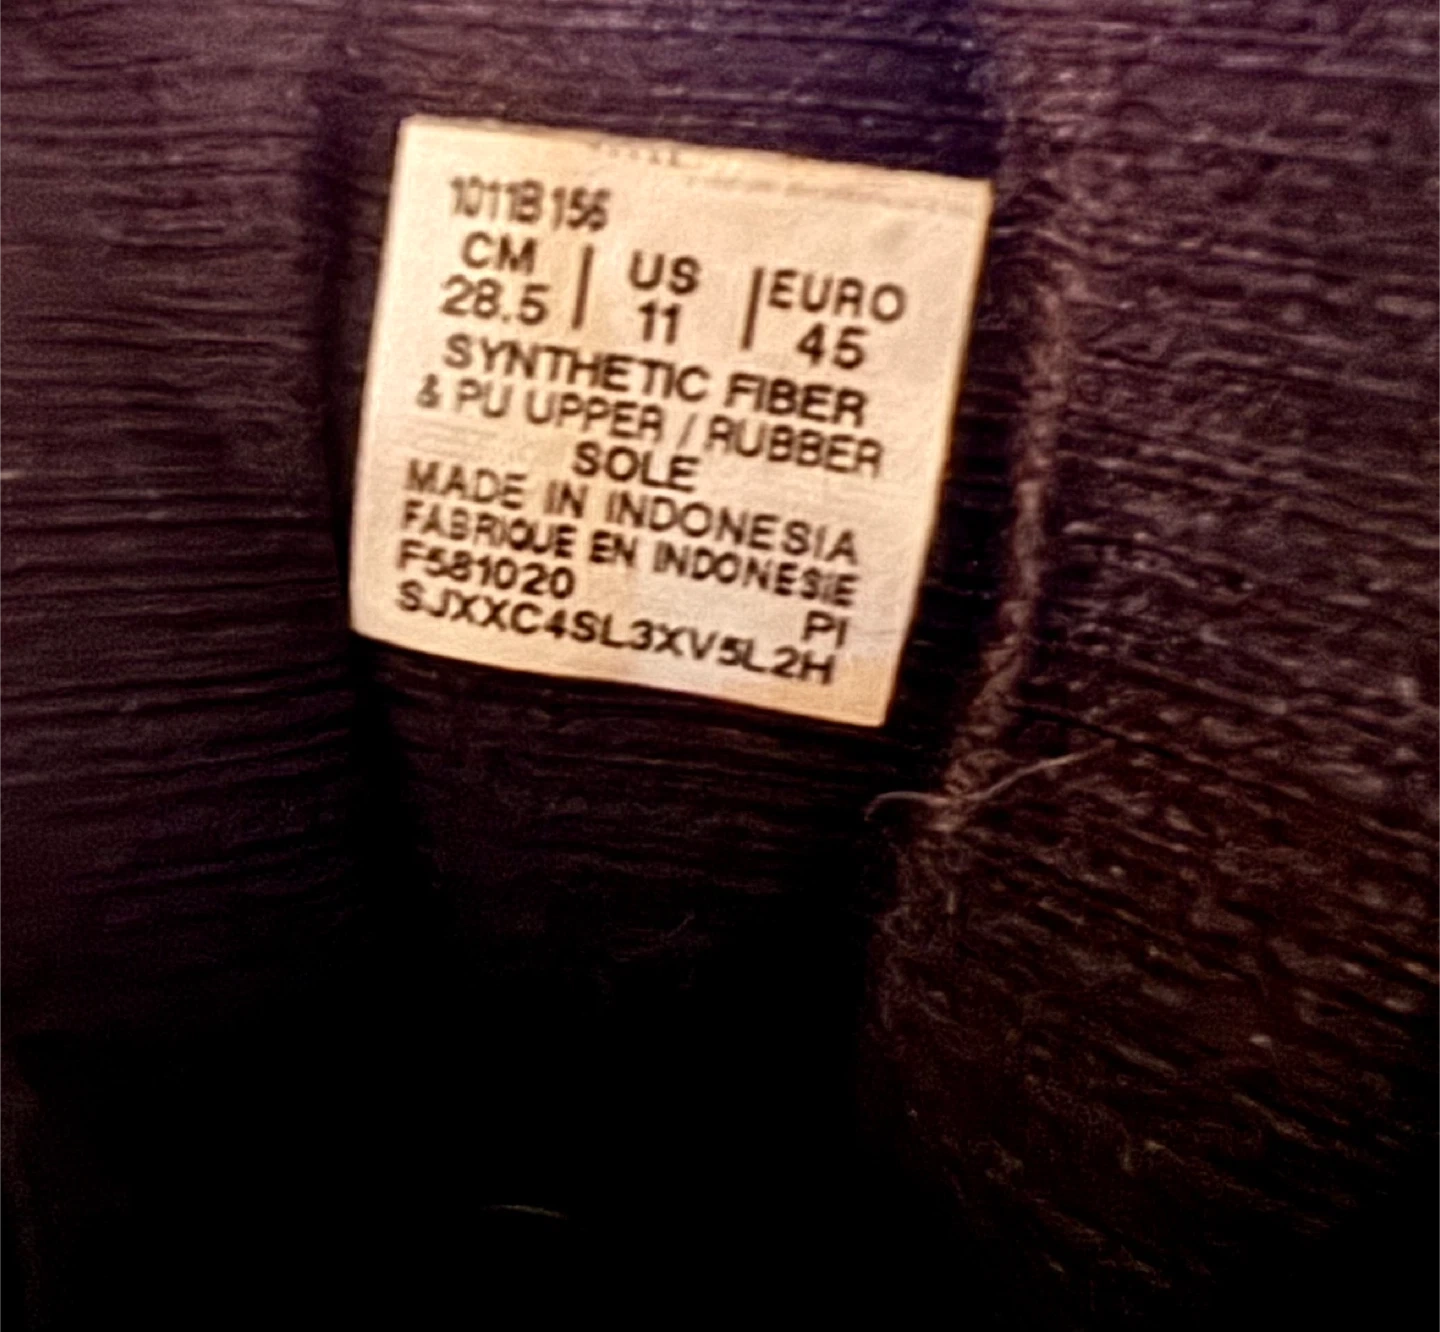 1011B156
CM | US | EURO
28.5 | 11 | 45
SYNTHETIC FIBER
& PU UPPER / RUBBER
SOLE
MADE IN INDONESIA
FABRIQUE EN INDONESIE
F581020 PI
SJXXC4SL3XV5L2H